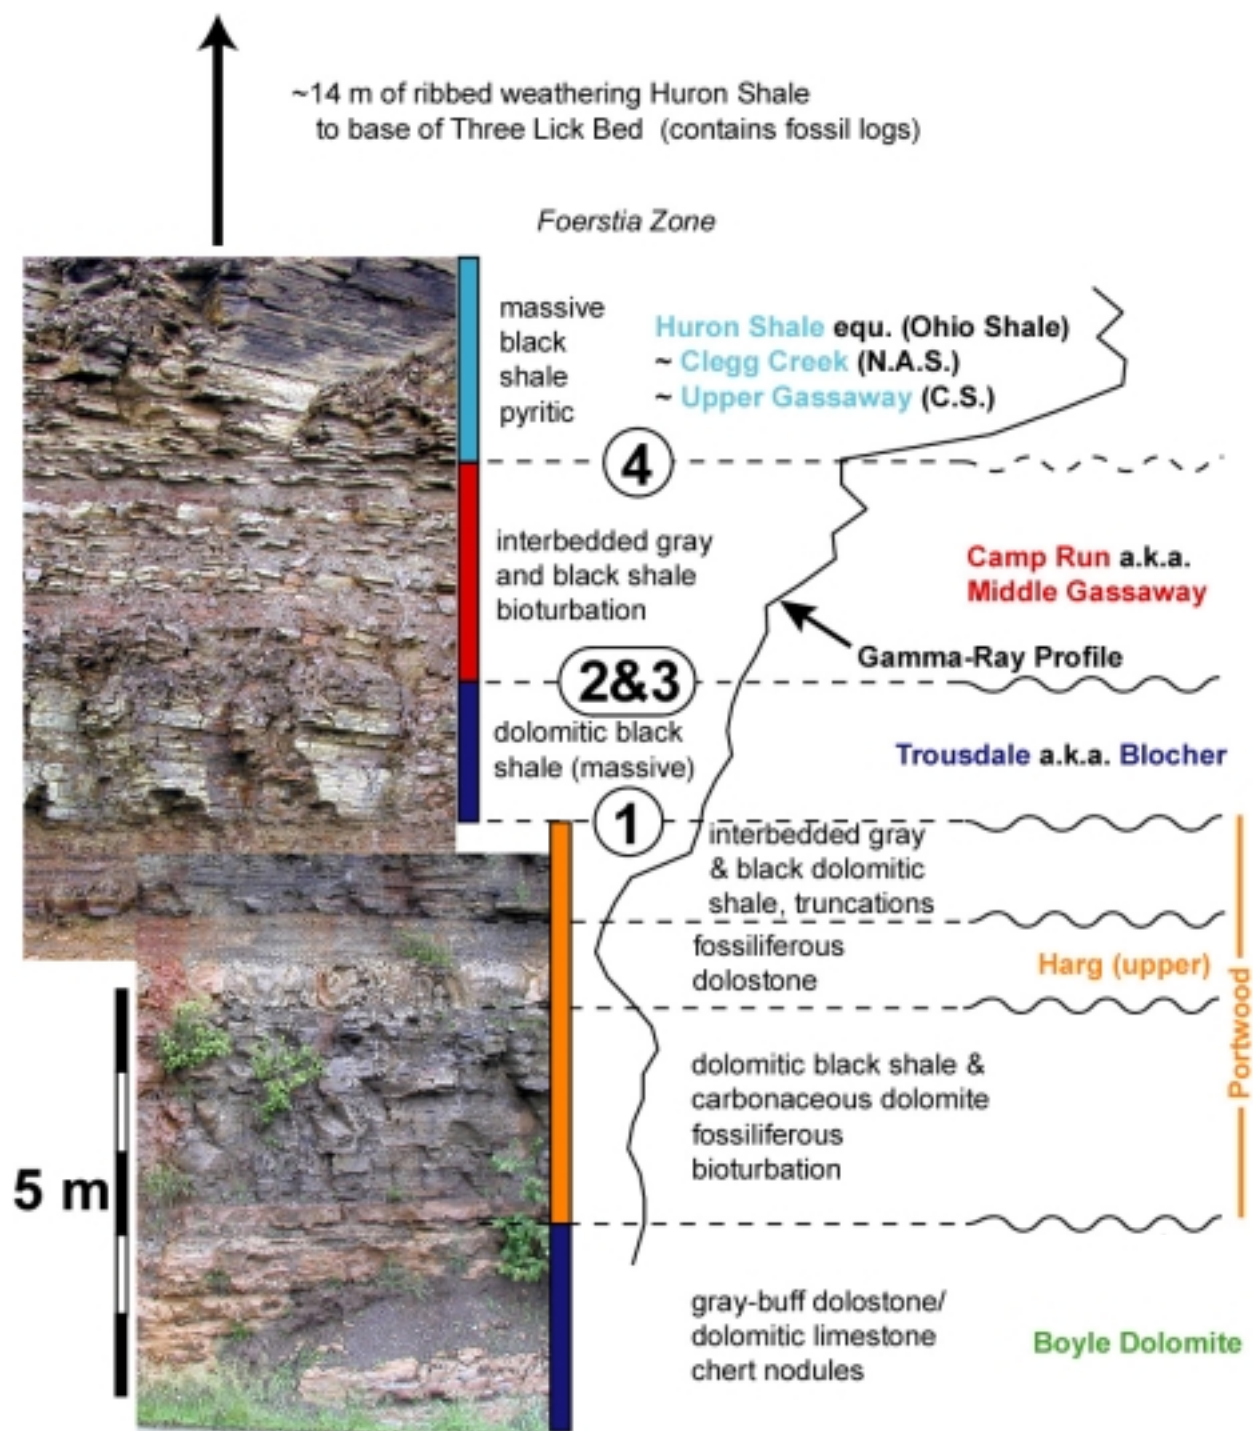 ~14 m of ribbed weathering Huron Shale
to base of Three Lick Bed (contains fossil logs)
Foerstia Zone
massive
black
shale
pyritic
Huron Shale equ. (Ohio Shale)
~ Clegg Creek (N.A.S.)
~ Upper Gassaway (C.S.)
4
interbedded gray
and black shale
bioturbation
Camp Run a.k.a.
Middle Gassaway
Gamma-Ray Profile
2&3
dolomitic black
shale (massive)
Trousdale a.k.a. Blocher
1
interbedded gray
& black dolomitic
shale, truncations
fossiliferous
dolostone
Harg (upper)
Portwood
dolomitic black shale &
carbonaceous dolomite
fossiliferous
bioturbation
5 m
gray-buff dolostone/
dolomitic limestone
chert nodules
Boyle Dolomite